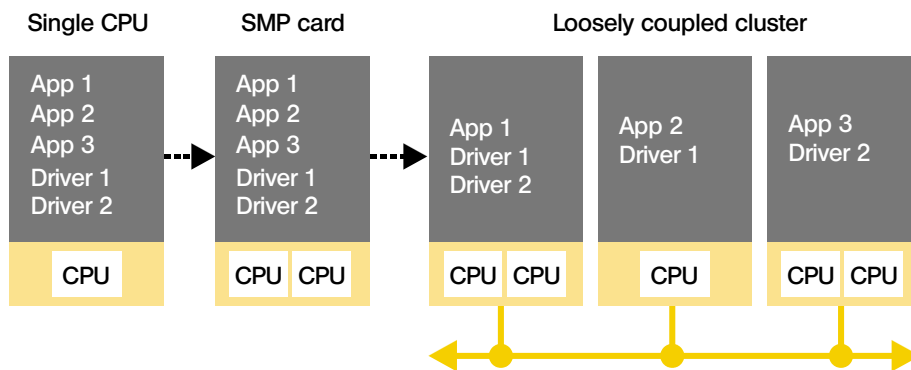 Single CPU
SMP card
Loosely coupled cluster
App 1
App 2
App 3
Driver 1
Driver 2
CPU
App 1
App 2
App 3
Driver 1
Driver 2
CPU CPU
App 1
Driver 1
Driver 2
CPU CPU
App 2
Driver 1
CPU
App 3
Driver 2
CPU CPU